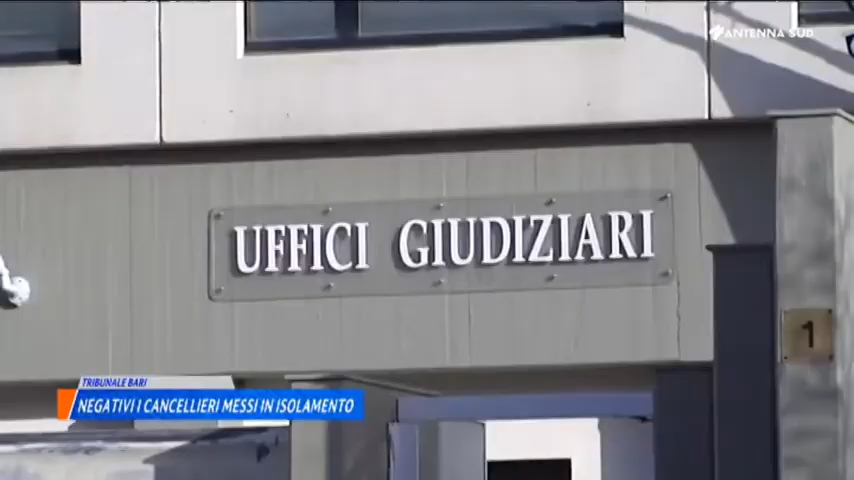 ANTENNA SUD
UFFICI GIUDIZIARI
1
TRIBUNALE BARI
NEGATIVI I CANCELLIERI MESSI IN ISOLAMENTO